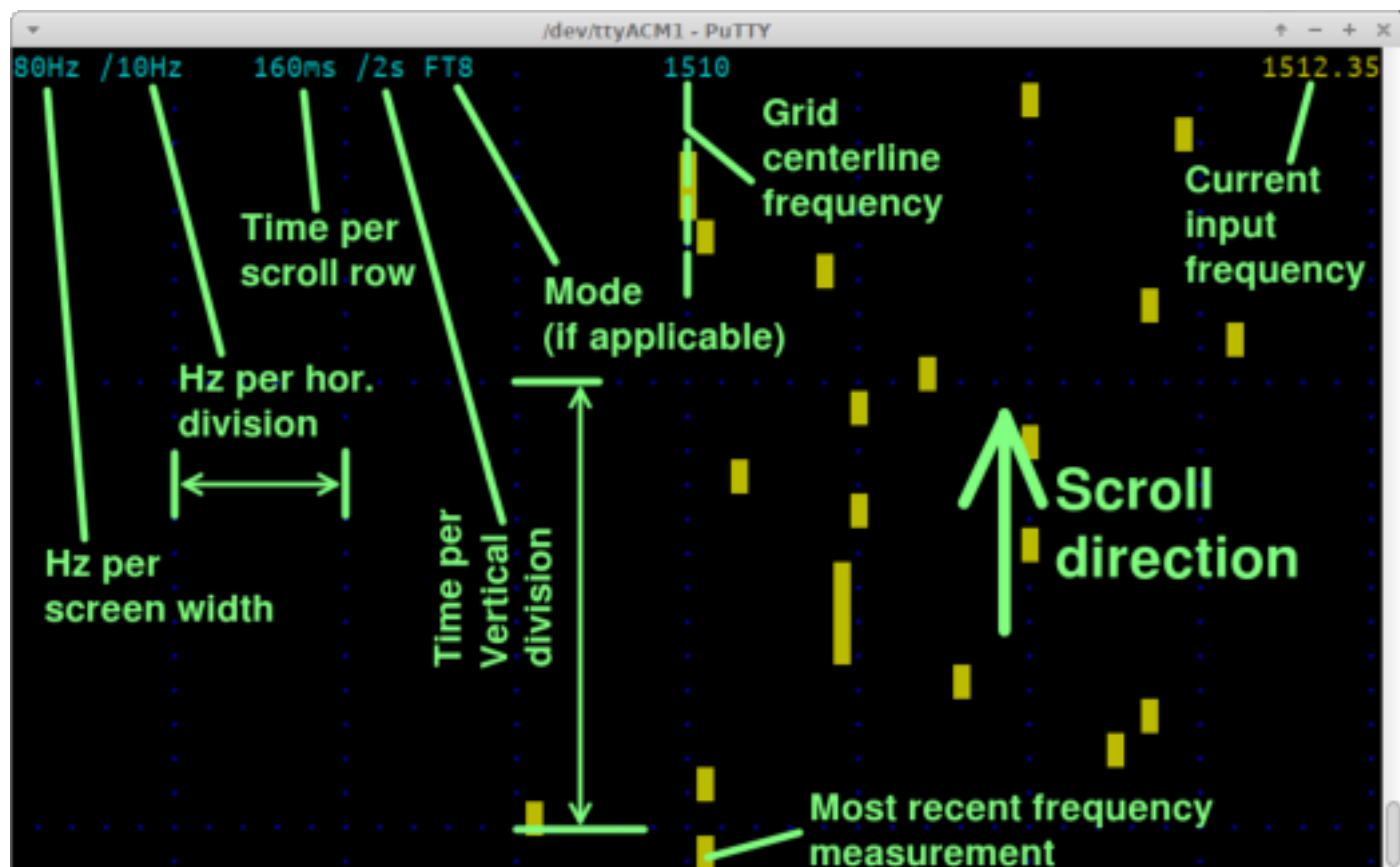 /dev/ttyACM1 - PuTTY
80Hz /10Hz 160ms /2s FT8 1510 1512.35
Grid
centerline
frequency
Current
input
frequency
Time per
scroll row
Mode
(if applicable)
Hz per hor.
division
Scroll
direction
Time per
Vertical
division
Hz per
screen width
Most recent frequency
measurement